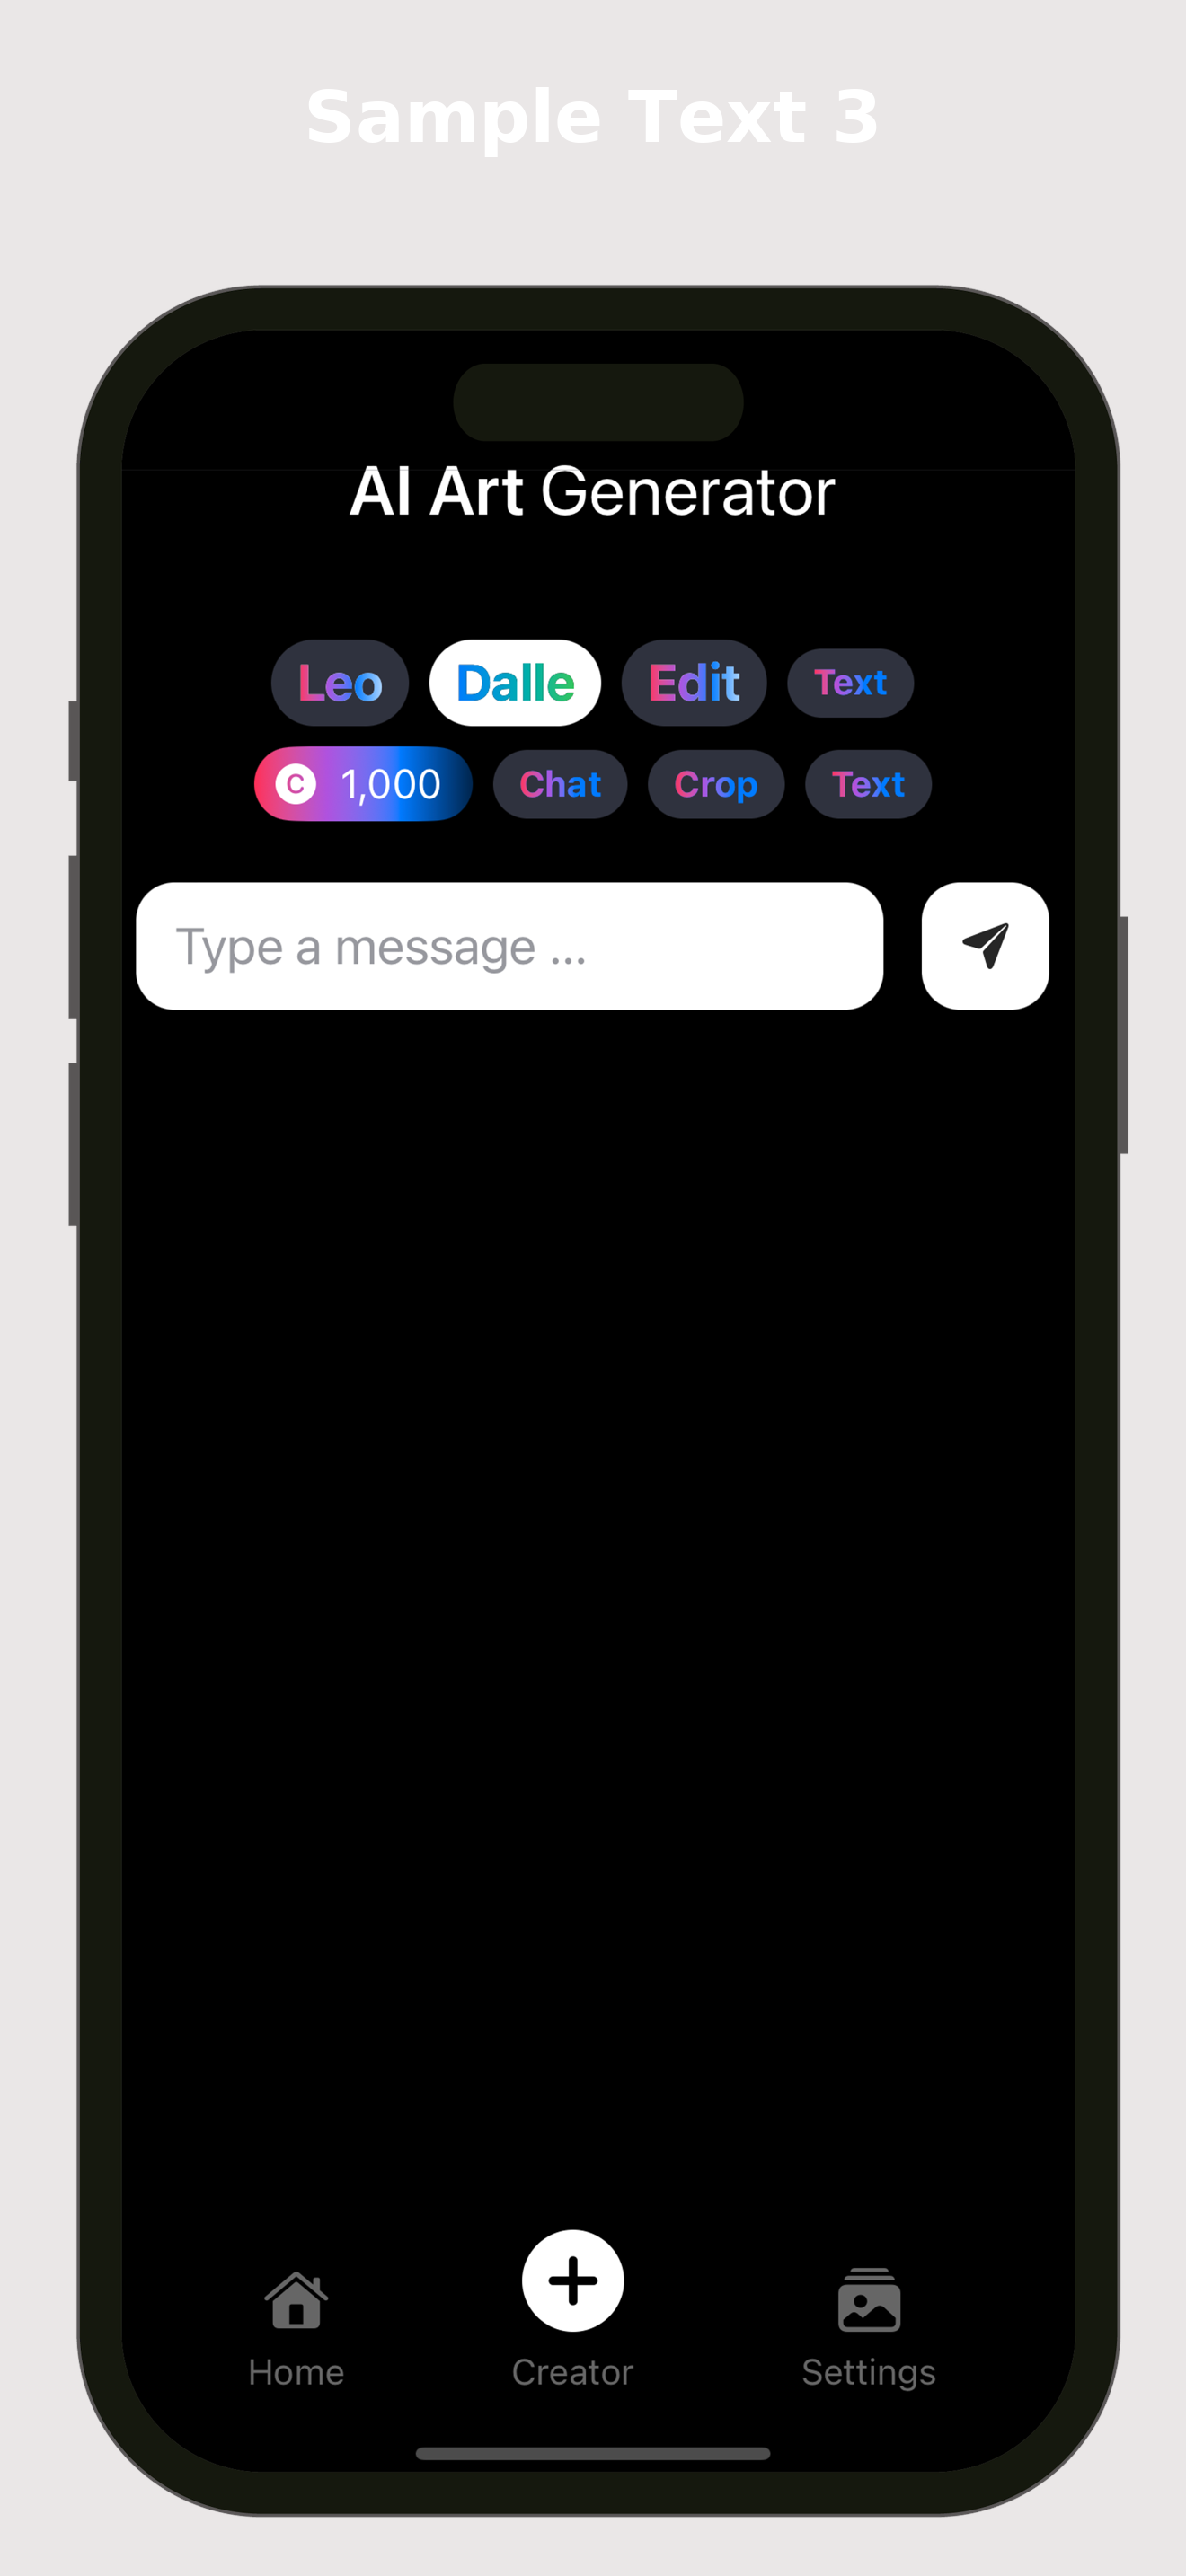 Sample Text 3
AI Art Generator
Leo Dalle Edit Text
C 1,000 Chat Crop Text
Type a message ...
Home Creator Settings